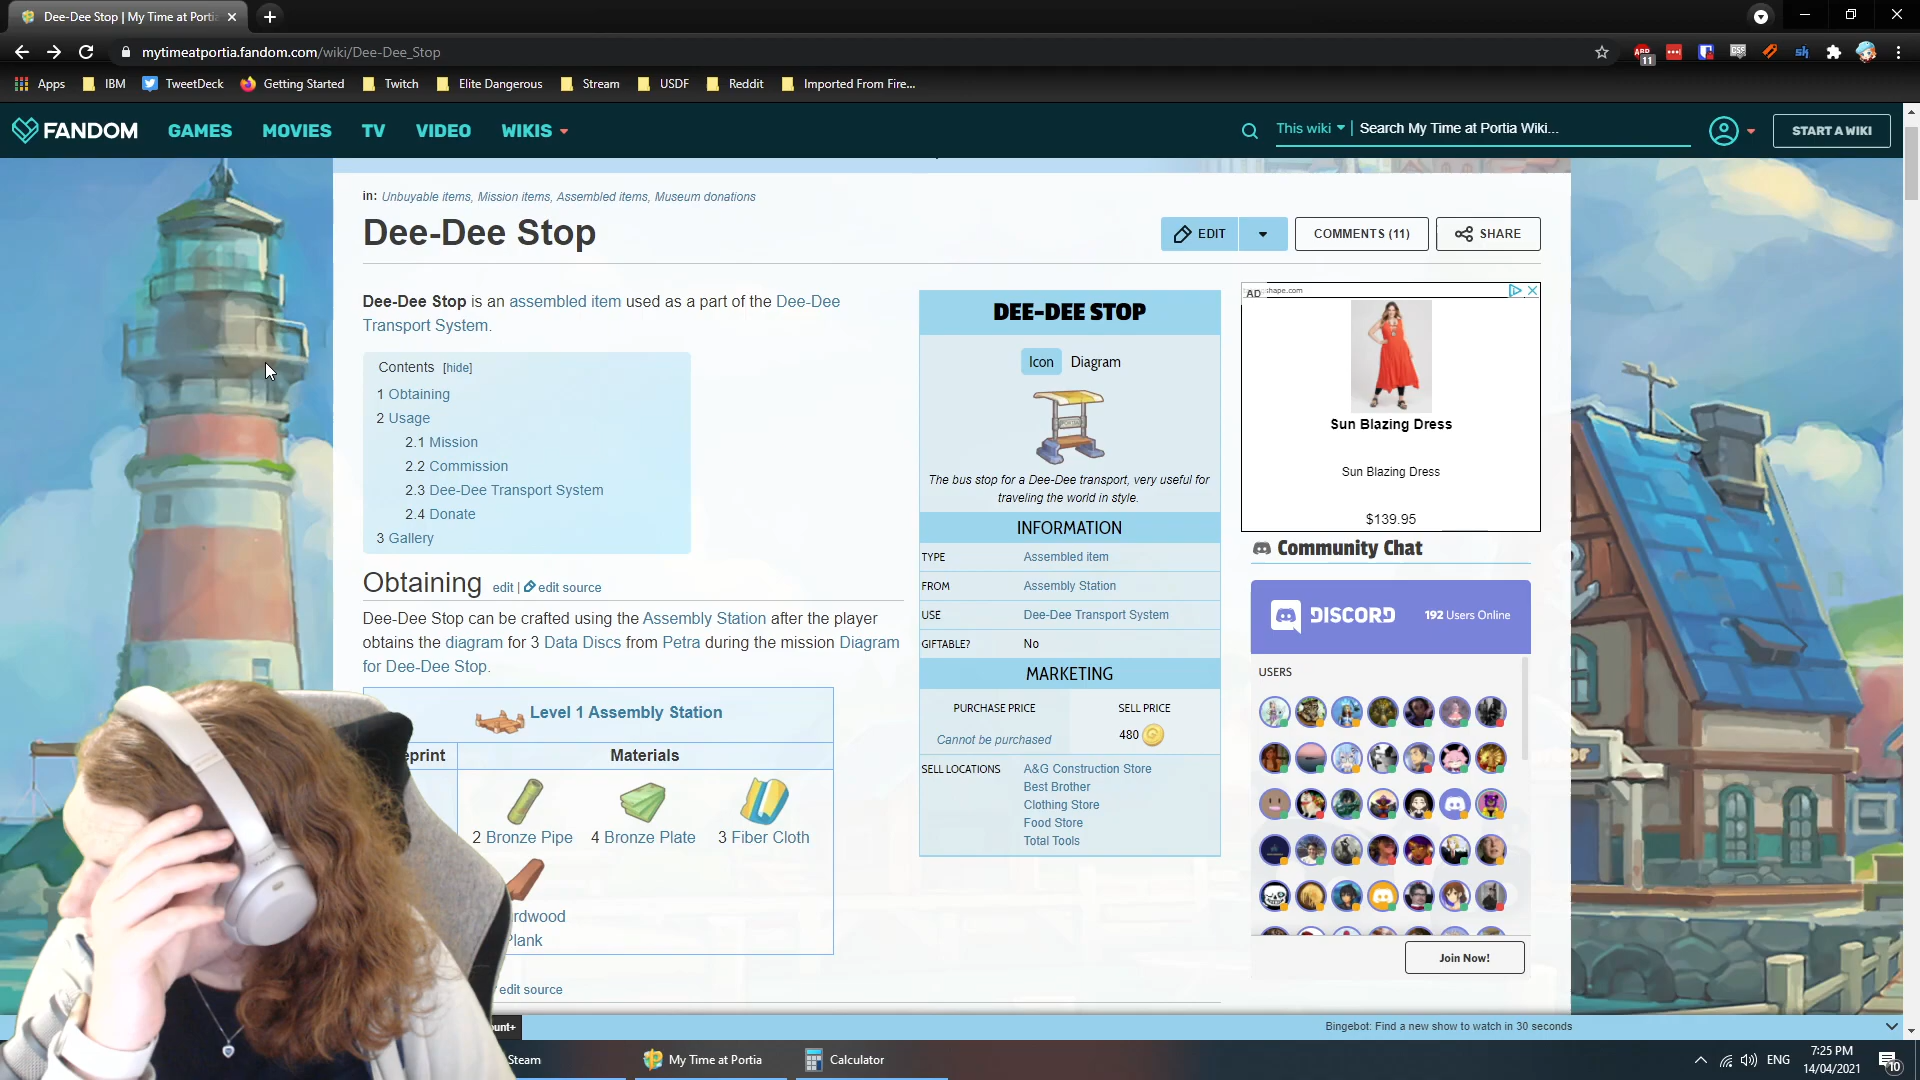 Dee-Dee Stop | My Time at Portia
mytimeatportia.fandom.com/wiki/Dee-Dee_Stop
11
Apps
IBM
TweetDeck
Getting Started
Twitch
Elite Dangerous
Stream
USDF
Reddit
Imported From Fire...
FANDOM
GAMES
MOVIES
TV
VIDEO
WIKIS
This wiki
Search My Time at Portia Wiki...
START A WIKI
in: Unbuyable items, Mission items, Assembled items, Museum donations
Dee-Dee Stop
EDIT
COMMENTS (11)
SHARE
Dee-Dee Stop is an assembled item used as a part of the Dee-Dee
Transport System.
Contents [hide]
1 Obtaining
2 Usage
2.1 Mission
2.2 Commission
2.3 Dee-Dee Transport System
2.4 Donate
3 Gallery
Obtaining edit | edit source
Dee-Dee Stop can be crafted using the Assembly Station after the player
obtains the diagram for 3 Data Discs from Petra during the mission Diagram
for Dee-Dee Stop.
Level 1 Assembly Station
eprint
Materials
2 Bronze Pipe
4 Bronze Plate
3 Fiber Cloth
rdwood
Plank
edit source
DEE-DEE STOP
Icon
Diagram
The bus stop for a Dee-Dee transport, very useful for
traveling the world in style.
INFORMATION
TYPE
Assembled item
FROM
Assembly Station
USE
Dee-Dee Transport System
GIFTABLE?
No
MARKETING
PURCHASE PRICE
SELL PRICE
Cannot be purchased
480
SELL LOCATIONS
A&G Construction Store
Best Brother
Clothing Store
Food Store
Total Tools
AD
shape.com
Sun Blazing Dress
Sun Blazing Dress
$139.95
Community Chat
DISCORD
192 Users Online
USERS
Join Now!
ount+
Bingebot: Find a new show to watch in 30 seconds
Steam
My Time at Portia
Calculator
ENG
7:25 PM
14/04/2021
10